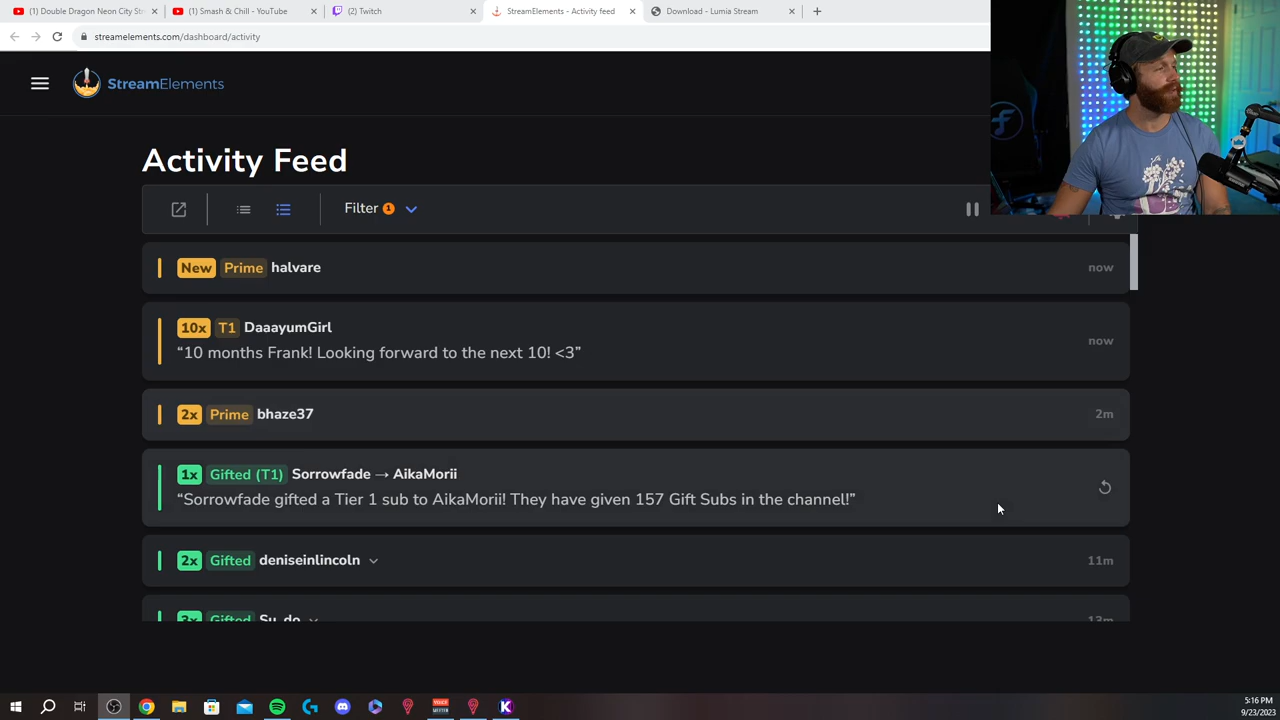 (1) Double Dragon Neon City St
(1) Smash & Chill - YouTube
(2) Twitch
StreamElements - Activity feed
Download - Lumia Stream
streamelements.com/dashboard/activity
StreamElements
Activity Feed
Filter 1
New Prime halvare
now
10x T1 DaaayumGirl
“10 months Frank! Looking forward to the next 10! <3”
now
2x Prime bhaze37
2m
1x Gifted (T1) Sorrowfade → AikaMorii
“Sorrowfade gifted a Tier 1 sub to AikaMorii! They have given 157 Gift Subs in the channel!”
2x Gifted deniseinlincoln
11m
3x Gifted Su_do
13m
5:16 PM
9/23/2023